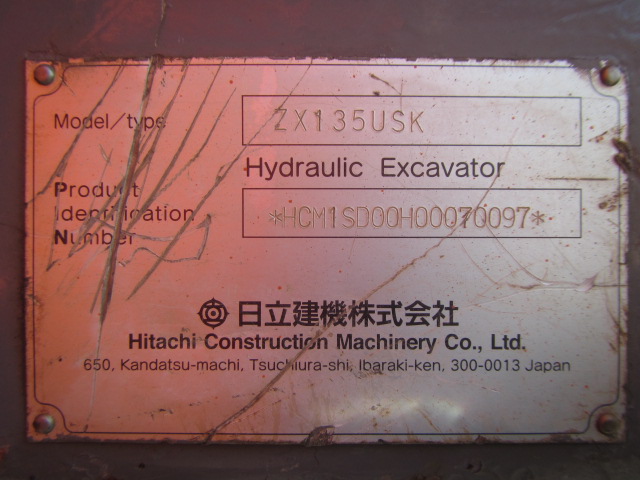 Model/type ZX135USK
Hydraulic Excavator
Product
Identification
Number
*HCM1SD00H00070097*
日立建機株式会社
Hitachi Construction Machinery Co., Ltd.
650, Kandatsu-machi, Tsuchiura-shi, Ibaraki-ken, 300-0013 Japan